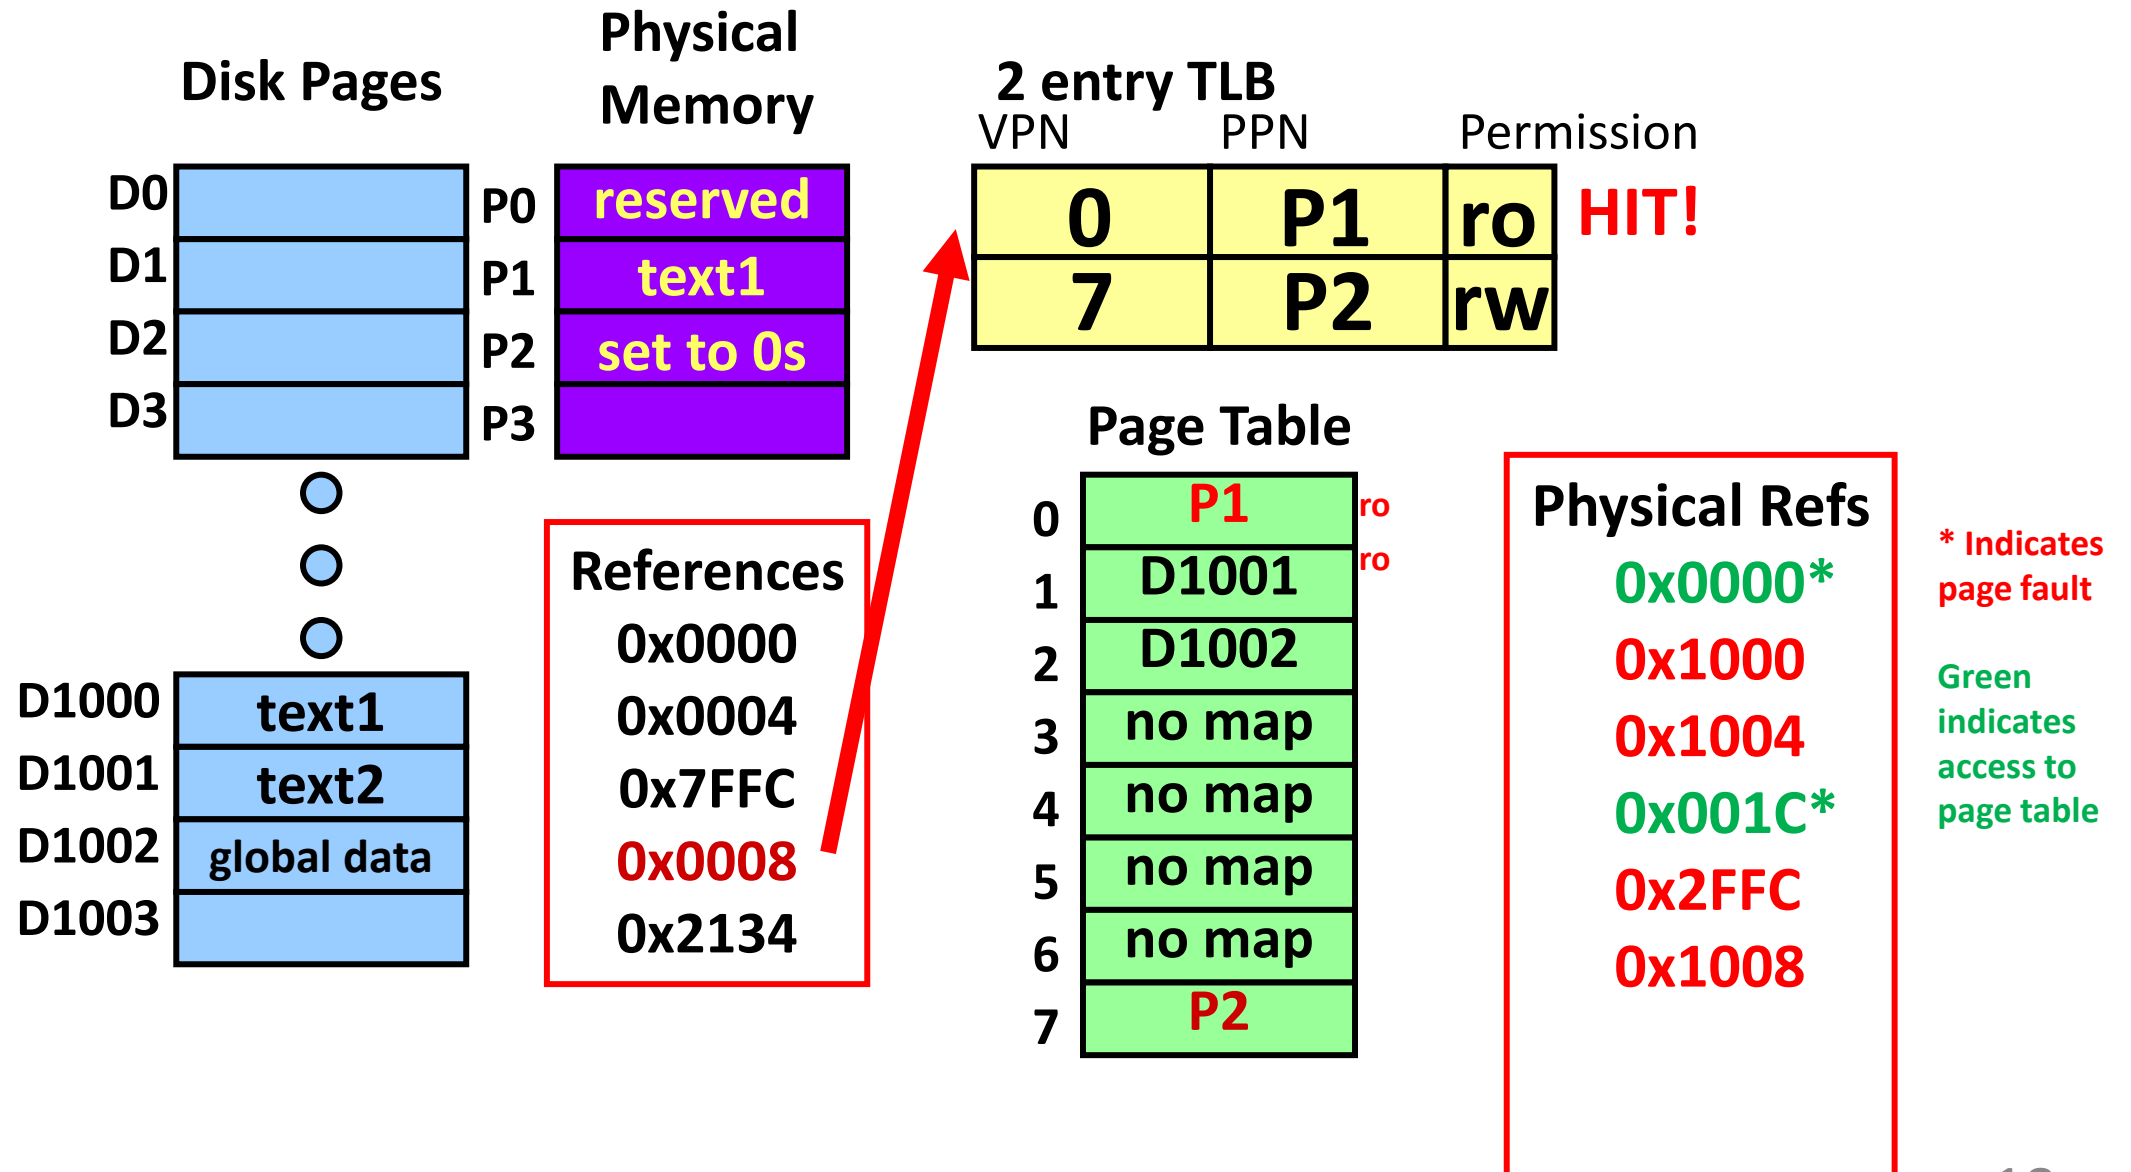 Disk Pages
D0
D1
D2
D3
D1000 text1
D1001 text2
D1002 global data
D1003
Physical
Memory
P0 reserved
P1 text1
P2 set to 0s
P3
References
0x0000
0x0004
0x7FFC
0x0008
0x2134
2 entry TLB
VPN PPN Permission
0 P1 ro HIT!
7 P2 rw
Page Table
0 P1 ro
1 D1001 ro
2 D1002
3 no map
4 no map
5 no map
6 no map
7 P2
Physical Refs
0x0000*
0x1000
0x1004
0x001C*
0x2FFC
0x1008
* Indicates
page fault
Green
indicates
access to
page table